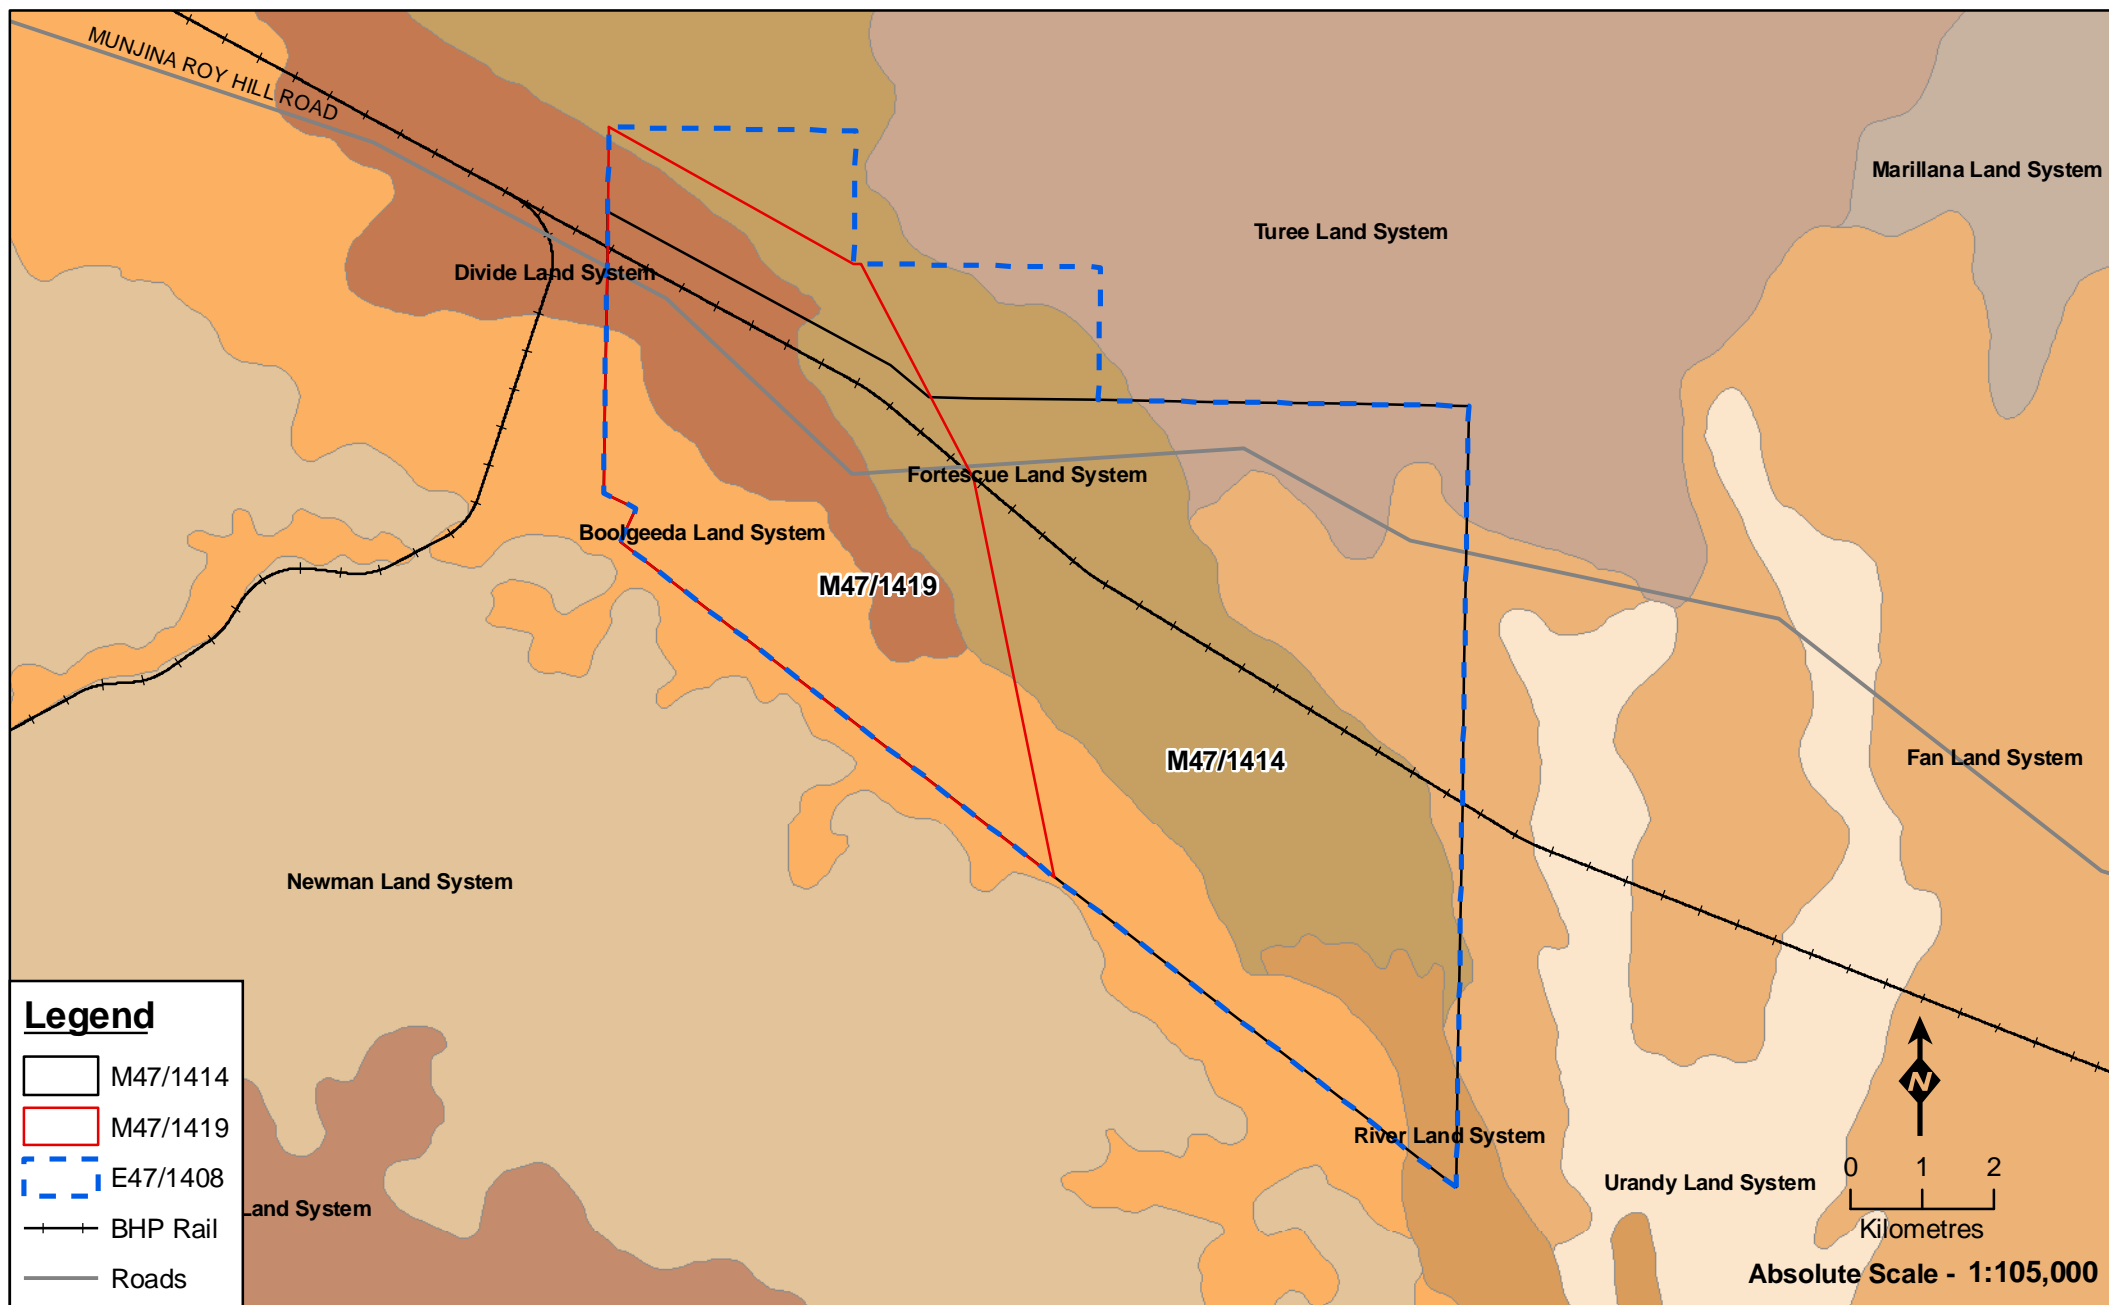 MUNJINA ROY HILL ROAD
Marillana Land System
Turee Land System
Divide Land System
Fortescue Land System
Boolgeeda Land System
M47/1419
M47/1414
Fan Land System
Newman Land System
River Land System
Urandy Land System
Land System
Legend
M47/1414
M47/1419
E47/1408
BHP Rail
Roads
N
0 1 2
Kilometres
Absolute Scale - 1:105,000